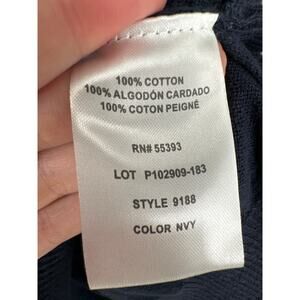 100% COTTON
100% ALGODÓN CARDADO
100% COTON PEIGNÉ
RN# 55393
LOT P102909-183
STYLE 9188
COLOR NVY